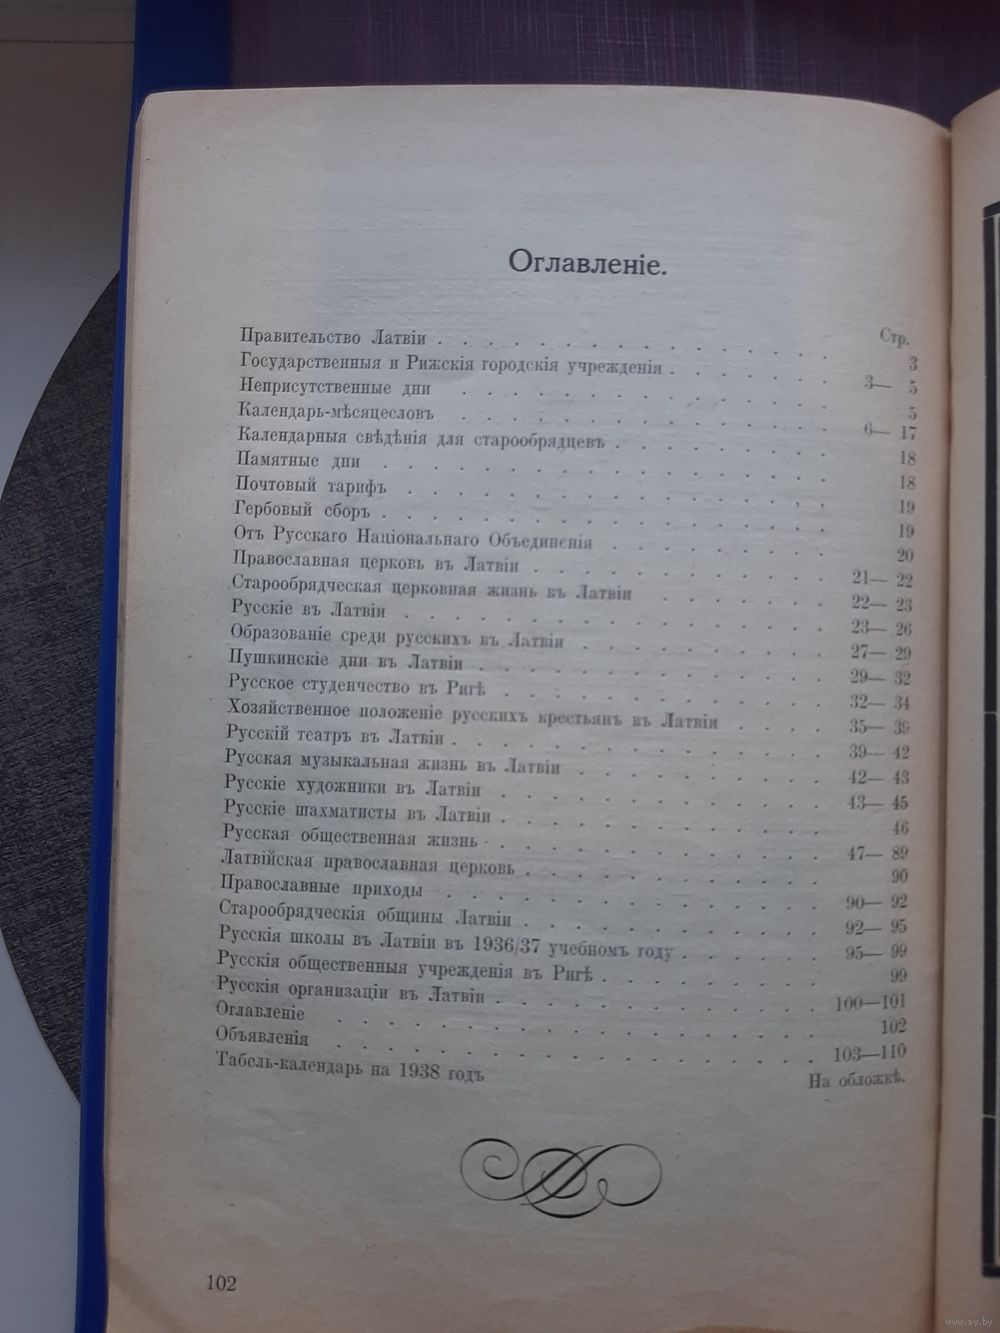 Оглавленіе.
Стр.
Правительство Латвіи . . . 3
Государственныя и Рижскія городскія учрежденія . . . 3— 5
Неприсутственные дни . . . 5
Календарь-мѣсяцесловъ . . . 6— 17
Календарныя свѣдѣнія для старообрядцевъ . . . 18
Памятные дни . . . 18
Почтовый тарифъ . . . 19
Гербовый сборъ . . . 19
Отъ Русскаго Національнаго Объединенія . . . 20
Православная церковь въ Латвіи . . . 21— 22
Старообрядческая церковная жизнь въ Латвіи . . . 22— 23
Русскіе въ Латвіи . . . 23— 26
Образованіе среди русскихъ въ Латвіи . . . 27— 29
Пушкинскіе дни въ Латвіи . . . 29— 32
Русское студенчество въ Ригѣ . . . 32— 34
Хозяйственное положеніе русскихъ крестьян въ Латвіи . . . 35— 39
Русскій театръ въ Латвіи . . . 39— 42
Русская музыкальная жизнь въ Латвіи . . . 42— 43
Русскіе художники въ Латвіи . . . 43— 45
Русскіе шахматисты въ Латвіи . . . 46
Русская общественная жизнь . . . 47— 89
Латвійская православная церковь . . . 90
Православные приходы . . . 90— 92
Старообрядческія общины Латвіи . . . 92— 95
Русскія школы въ Латвіи въ 1936/37 учебномъ году . . . 95— 99
Русскія общественныя учрежденія въ Ригѣ . . . 99
Русскія организаціи въ Латвіи . . . 100—101
Оглавленіе . . . 102
Объявленія . . . 103—110
Табель-календарь на 1938 годъ На обложкѣ.
102
www.ay.by